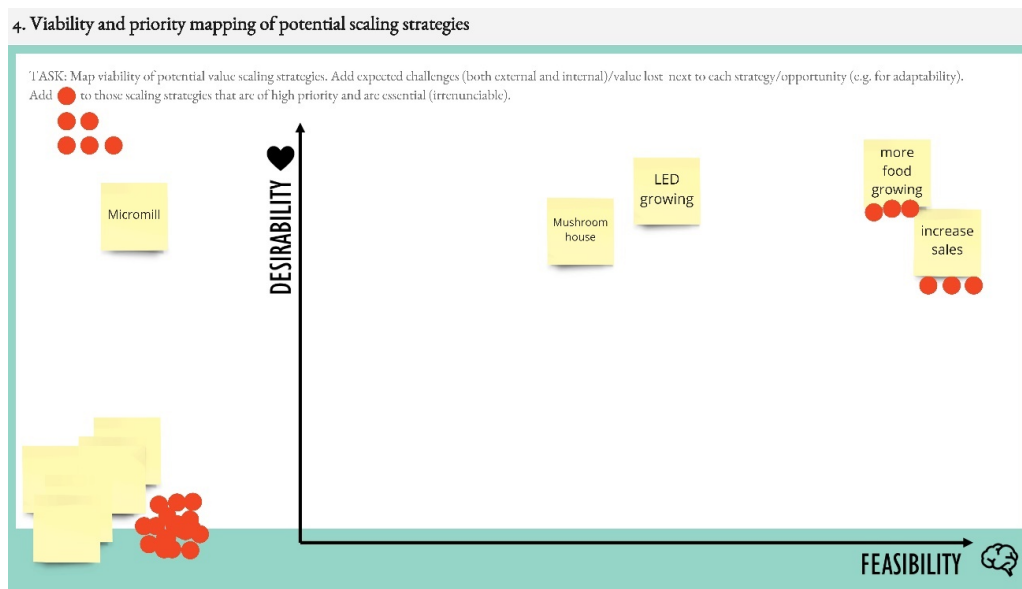 4. Viability and priority mapping of potential scaling strategies
TASK: Map viability of potential value scaling strategies. Add expected challenges (both external and internal)/value lost next to each strategy/opportunity (e.g. for adaptability).
Add to those scaling strategies that are of high priority and are essential (irrenunciable).
DESIRABILITY
Micromill
Mushroom
house
LED
growing
more
food
growing
increase
sales
FEASIBILITY